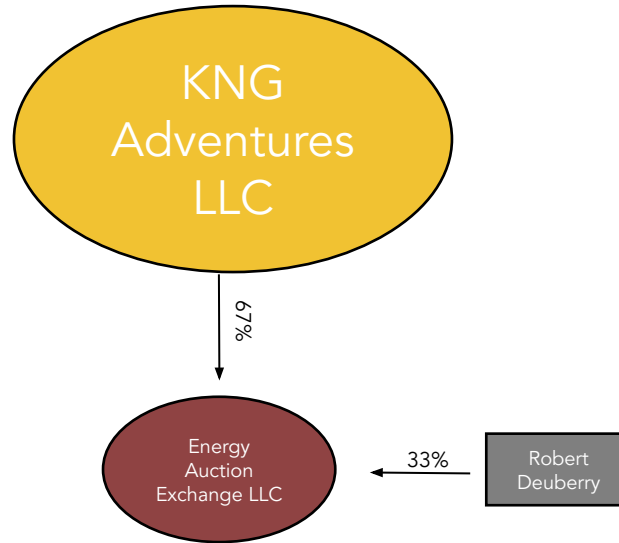 KNG
Adventures
LLC
67%
Energy
Auction
Exchange LLC
33%
Robert
Deuberry